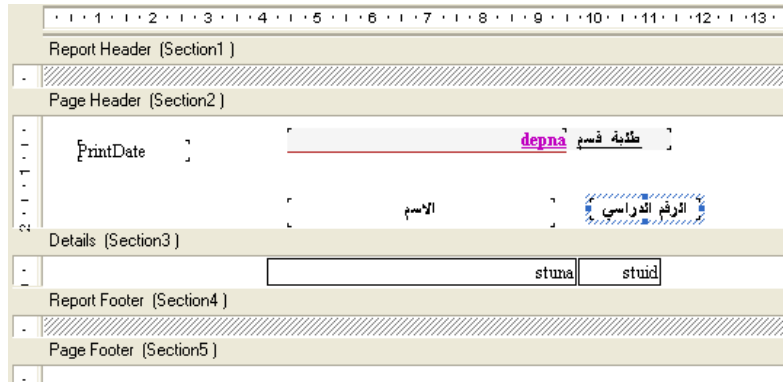 1 2 3 4 5 6 7 8 9 10 11 12 13
Report Header (Section1 )
Page Header (Section2 )
PrintDate
طلبة قسم depna
1
الرقم الدراسي الاسم
2
Details (Section3 )
stuna stuid
Report Footer (Section4 )
Page Footer (Section5 )